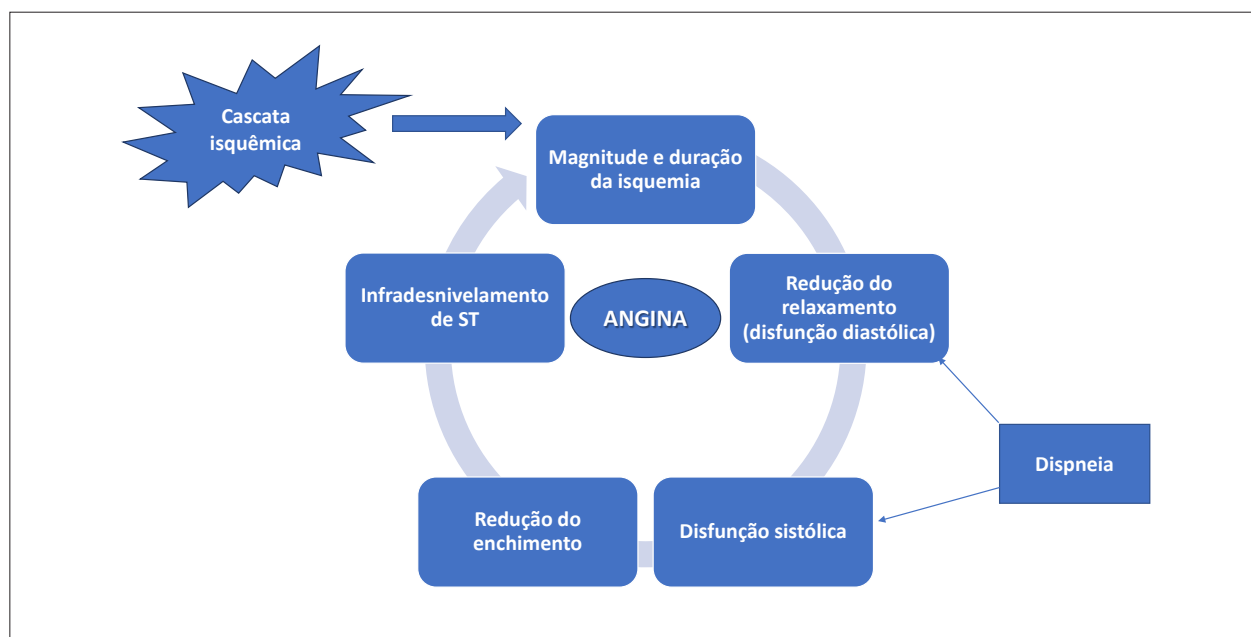 Cascata
isquêmica
Magnitude e duração
da isquemia
Infradesnivelamento
de ST
ANGINA
Redução do
relaxamento
(disfunção diastólica)
Dispneia
Redução do
enchimento
Disfunção sistólica